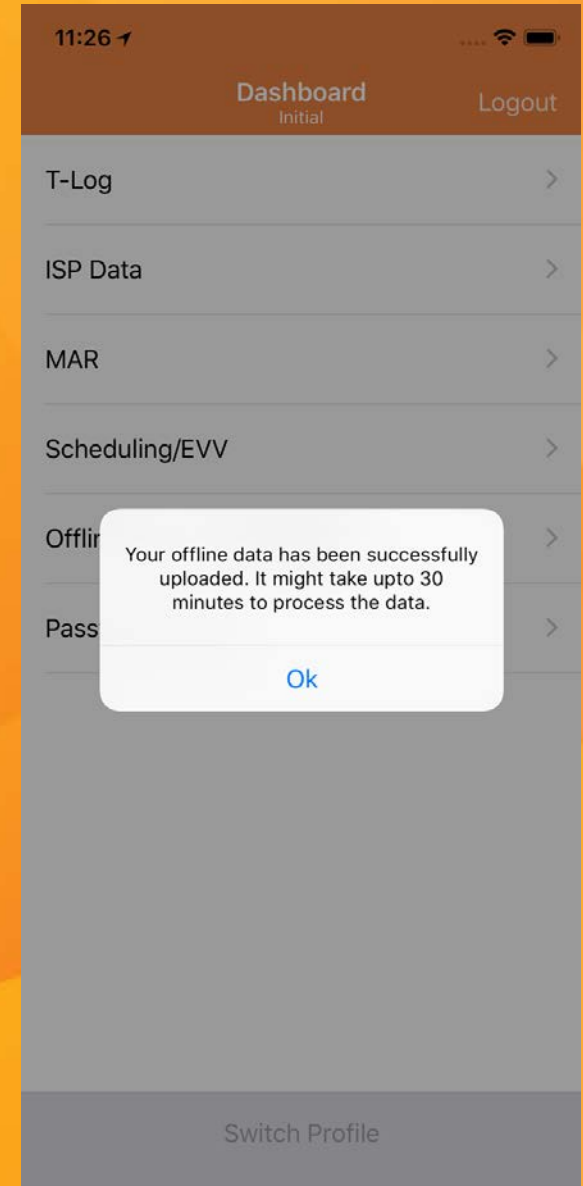 11:26
Dashboard
Initial
Logout
T-Log
ISP Data
MAR
Scheduling/EVV
Offlin
Pass
Your offline data has been successfully
uploaded. It might take upto 30
minutes to process the data.
Ok
Switch Profile